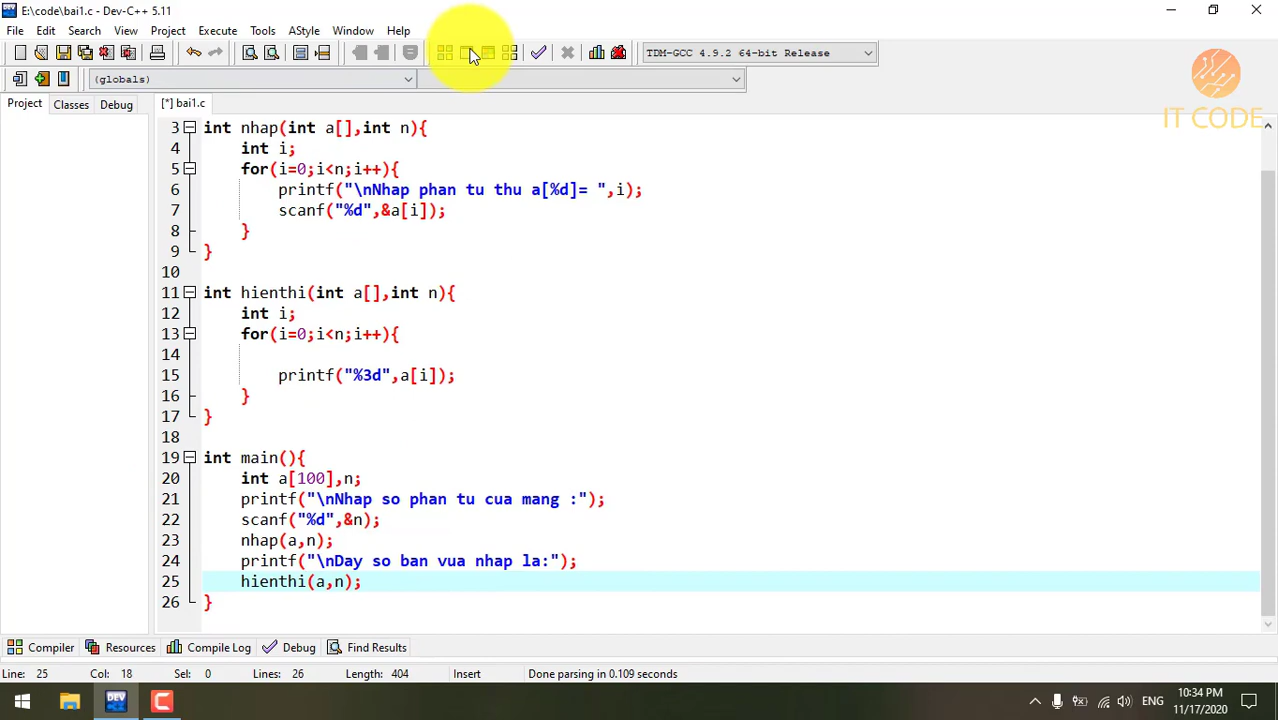 E:\code\bai1.c - Dev-C++ 5.11
File Edit Search View Project Execute Tools AStyle Window Help
TDM-GCC 4.9.2 64-bit Release
(globals)
Project Classes Debug [*] bai1.c
IT CODE
3 int nhap(int a[],int n){
4 int i;
5 for(i=0;i<n;i++){
6 printf("\nNhap phan tu thu a[%d]= ",i);
7 scanf("%d",&a[i]);
8 }
9 }
10
11 int hienthi(int a[],int n){
12 int i;
13 for(i=0;i<n;i++){
14
15 printf("%3d",a[i]);
16 }
17 }
18
19 int main(){
20 int a[100],n;
21 printf("\nNhap so phan tu cua mang :");
22 scanf("%d",&n);
23 nhap(a,n);
24 printf("\nDay so ban vua nhap la:");
25 hienthi(a,n);
26 }
Compiler Resources Compile Log Debug Find Results
Line: 25 Col: 18 Sel: 0 Lines: 26 Length: 404 Insert Done parsing in 0.109 seconds
DEV
ENG
10:34 PM
11/17/2020